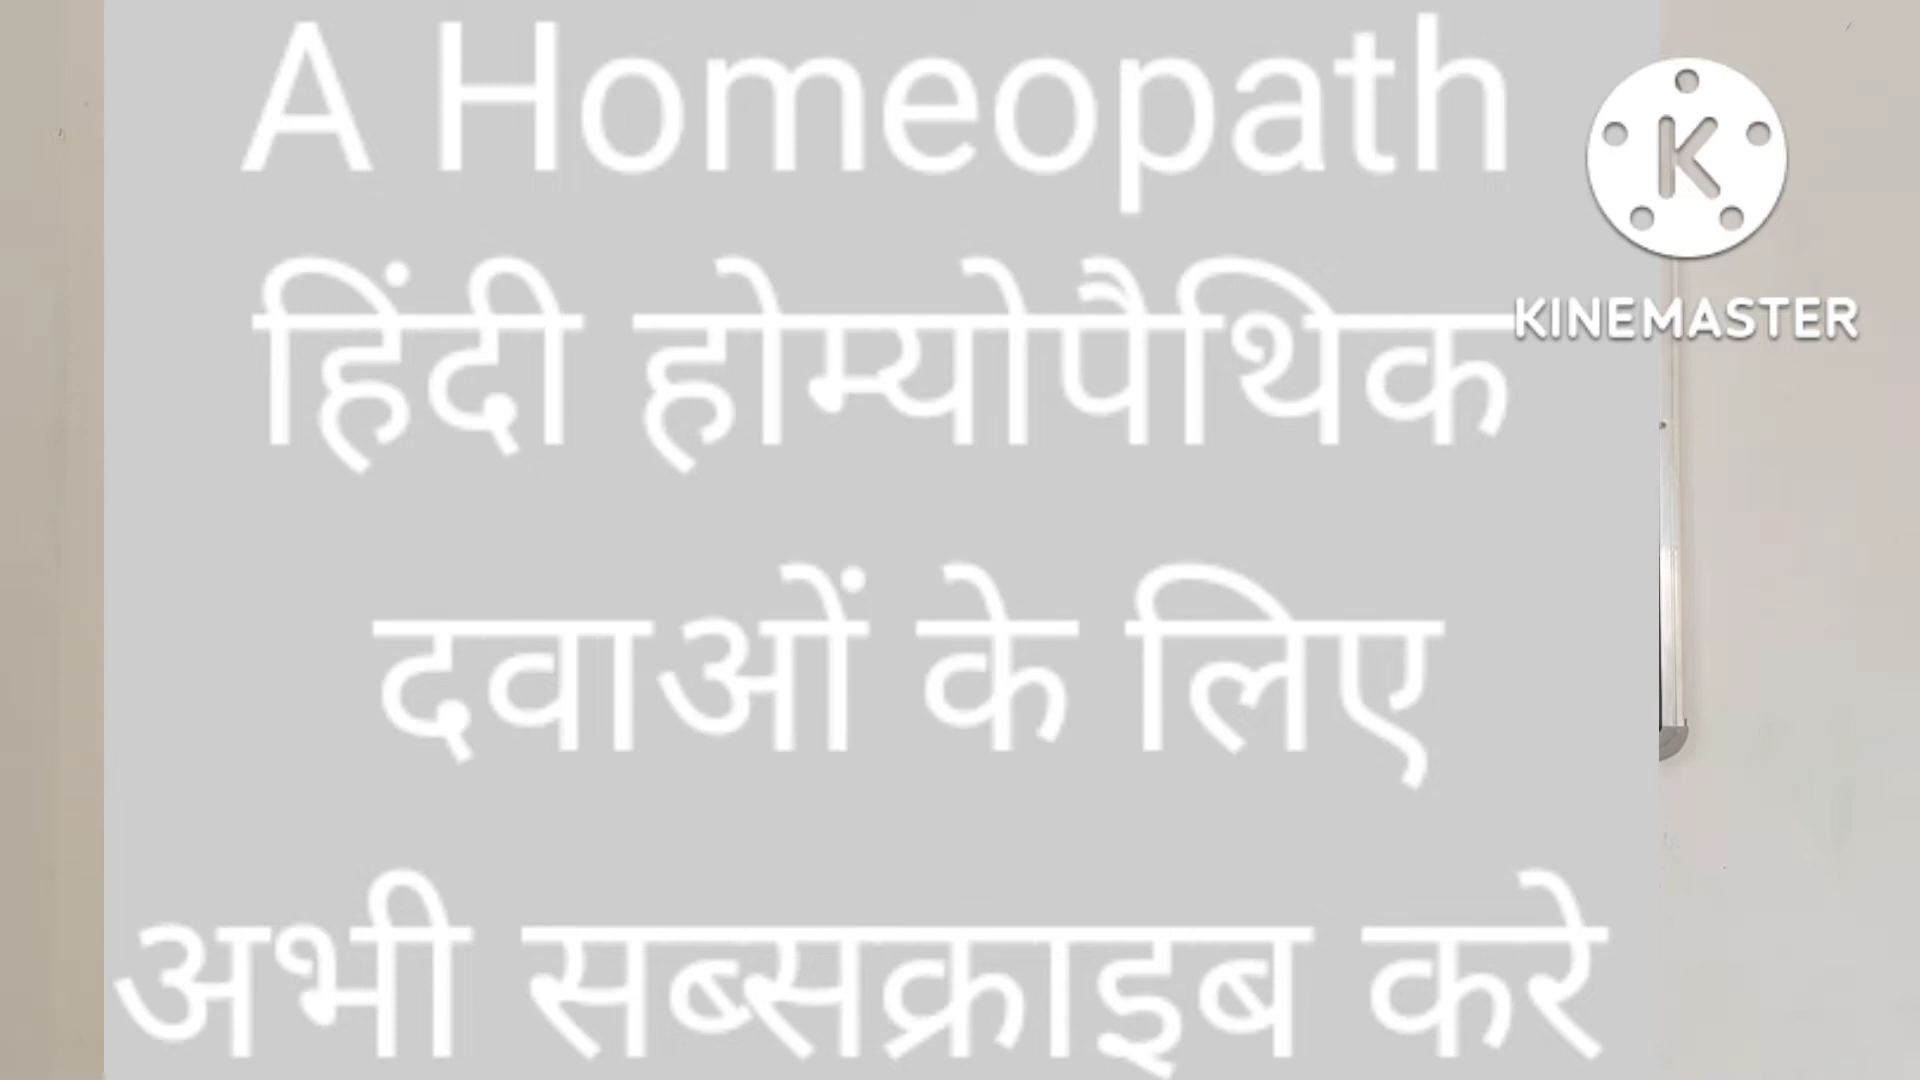 A Homeopath
हिंदी होम्योपैथिक
दवाओं के लिए
अभी सब्सक्राइब करे
K
KINEMASTER